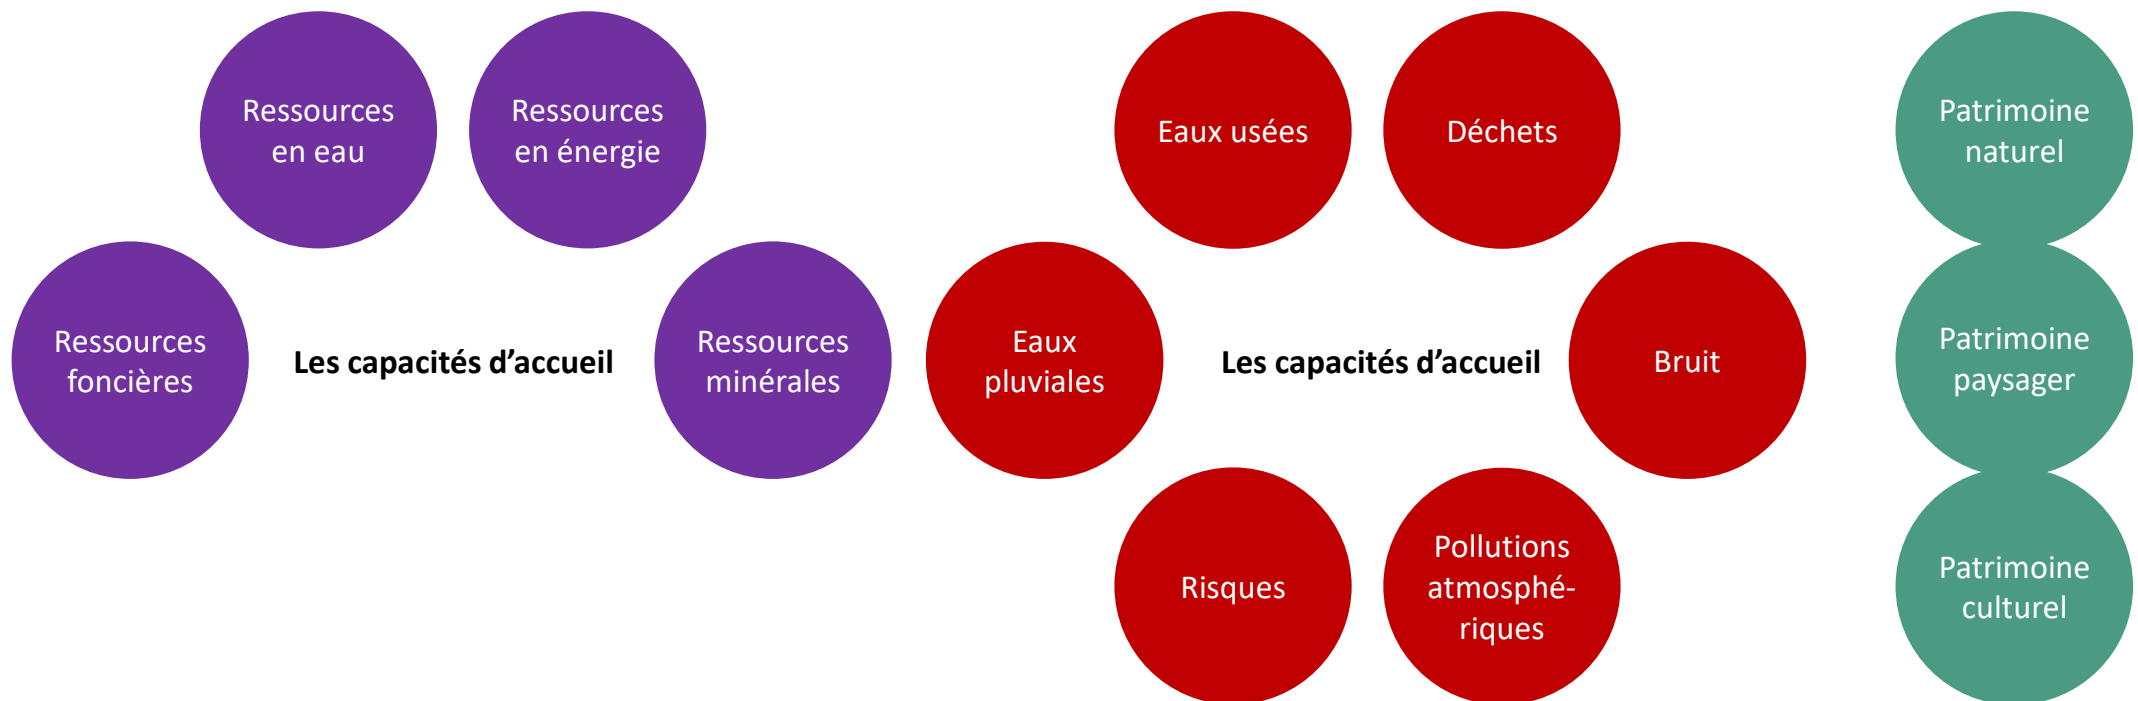 Ressources
en eau
Ressources
en énergie
Ressources
foncières
Les capacités d’accueil
Ressources
minérales
Eaux usées
Déchets
Eaux
pluviales
Les capacités d’accueil
Bruit
Risques
Pollutions
atmosphé-
riques
Patrimoine
naturel
Patrimoine
paysager
Patrimoine
culturel